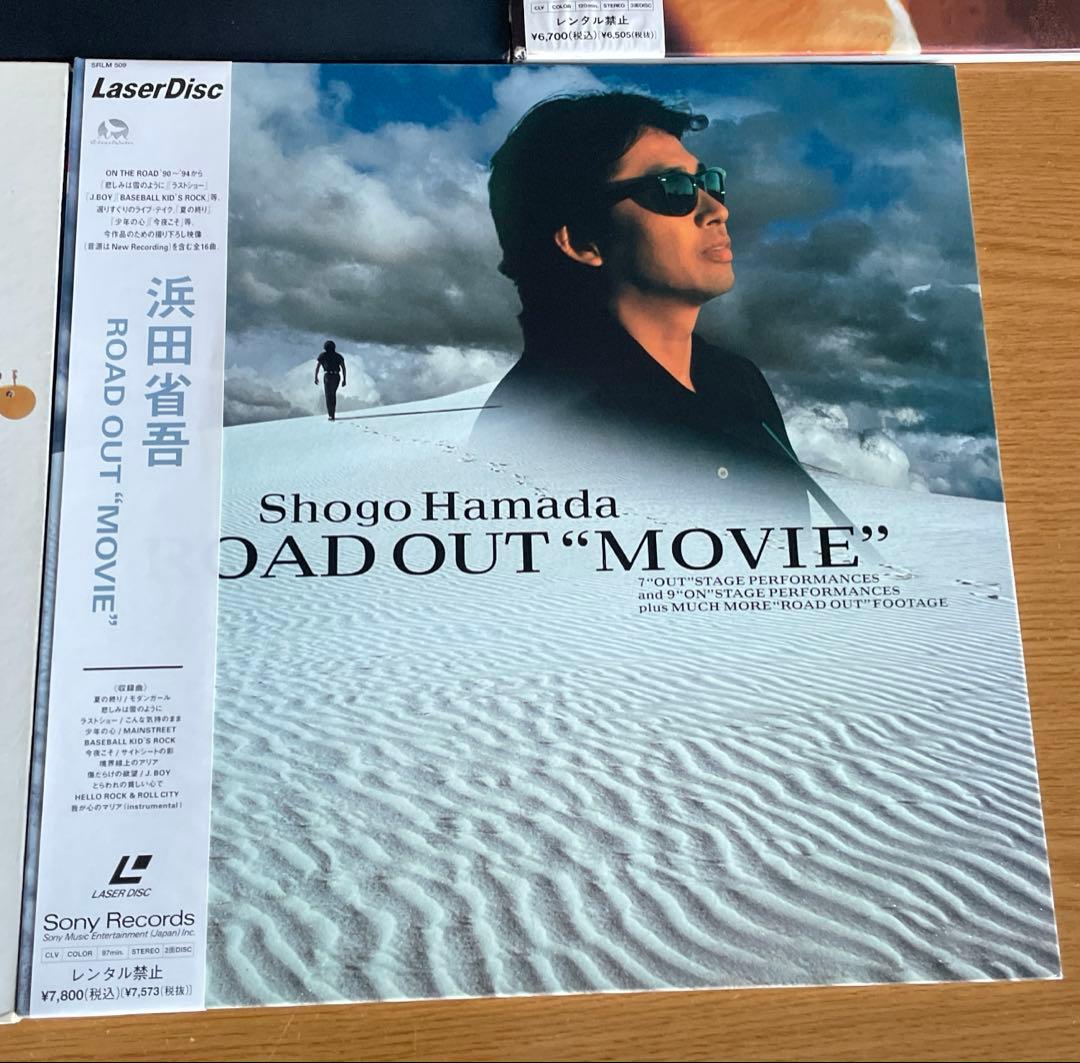 CLV COLOR 120min. STEREO 3面DISC
レンタル禁止
¥6,700(税込)(¥6,505(税抜))
SRLM 509
LaserDisc
ON THE ROAD '90〜'94から
「悲しみは雪のように」「ラストショー」
「J.BOY」「BASEBALL KID'S ROCK」等、
選りすぐりのライブ・テイク、「夏の終り」
「少年の心」「今夜こそ」等、
今作品のための撮り下ろし映像
(音源は New Recording)を含む全16曲。
浜田省吾
ROAD OUT “MOVIE”
〈収録曲〉
夏の終り / モダンガール
悲しみは雪のように
ラストショー / こんな気持のまま
少年の心 / MAINSTREET
BASEBALL KID'S ROCK
今夜こそ / サイドシートの影
境界線上のアリア
傷だらけの欲望 / J. BOY
とらわれの貧しい心で
HELLO ROCK & ROLL CITY
我が心のマリア (instrumental)
LASER DISC
Sony Records
Sony Music Entertainment (Japan) Inc.
CLV COLOR 97min. STEREO 2面DISC
レンタル禁止
¥7,800(税込)(¥7,573(税抜))
Shogo Hamada
ROAD OUT “MOVIE”
7“OUT”STAGE PERFORMANCES
and 9“ON”STAGE PERFORMANCES
plus MUCH MORE“ROAD OUT”FOOTAGE